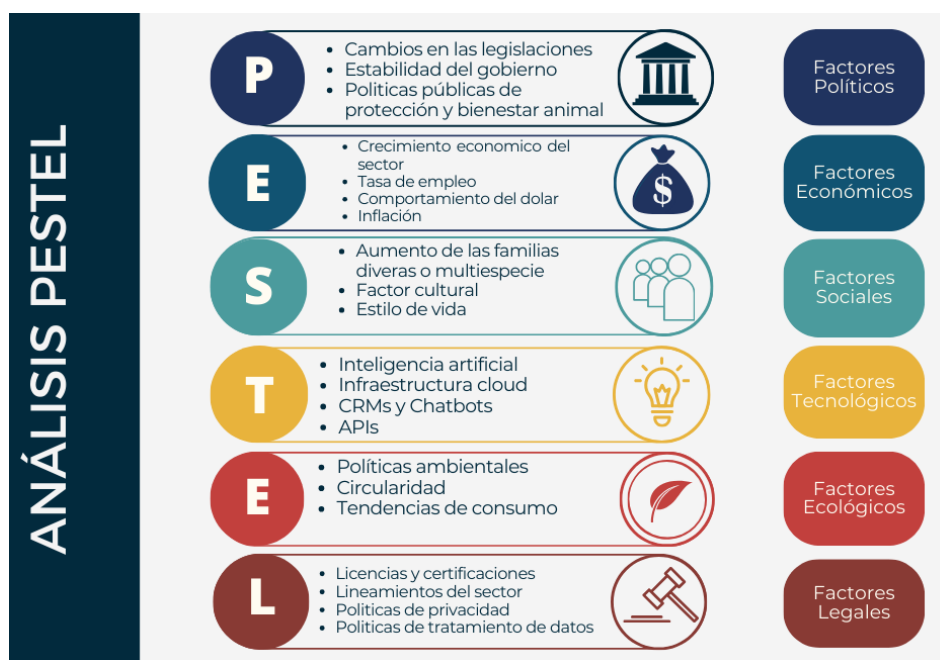 ANÁLISIS PESTEL
P
• Cambios en las legislaciones
• Estabilidad del gobierno
• Politicas públicas de
protección y bienestar animal
Factores
Políticos
E
• Crecimiento economico del
sector
• Tasa de empleo
• Comportamiento del dolar
• Inflación
$
Factores
Económicos
S
• Aumento de las familias
diveras o multiespecie
• Factor cultural
• Estilo de vida
Factores
Sociales
T
• Inteligencia artificial
• Infraestructura cloud
• CRMs y Chatbots
• APIs
Factores
Tecnológicos
E
• Políticas ambientales
• Circularidad
• Tendencias de consumo
Factores
Ecológicos
L
• Licencias y certificaciones
• Lineamientos del sector
• Politicas de privacidad
• Politicas de tratamiento de datos
Factores
Legales